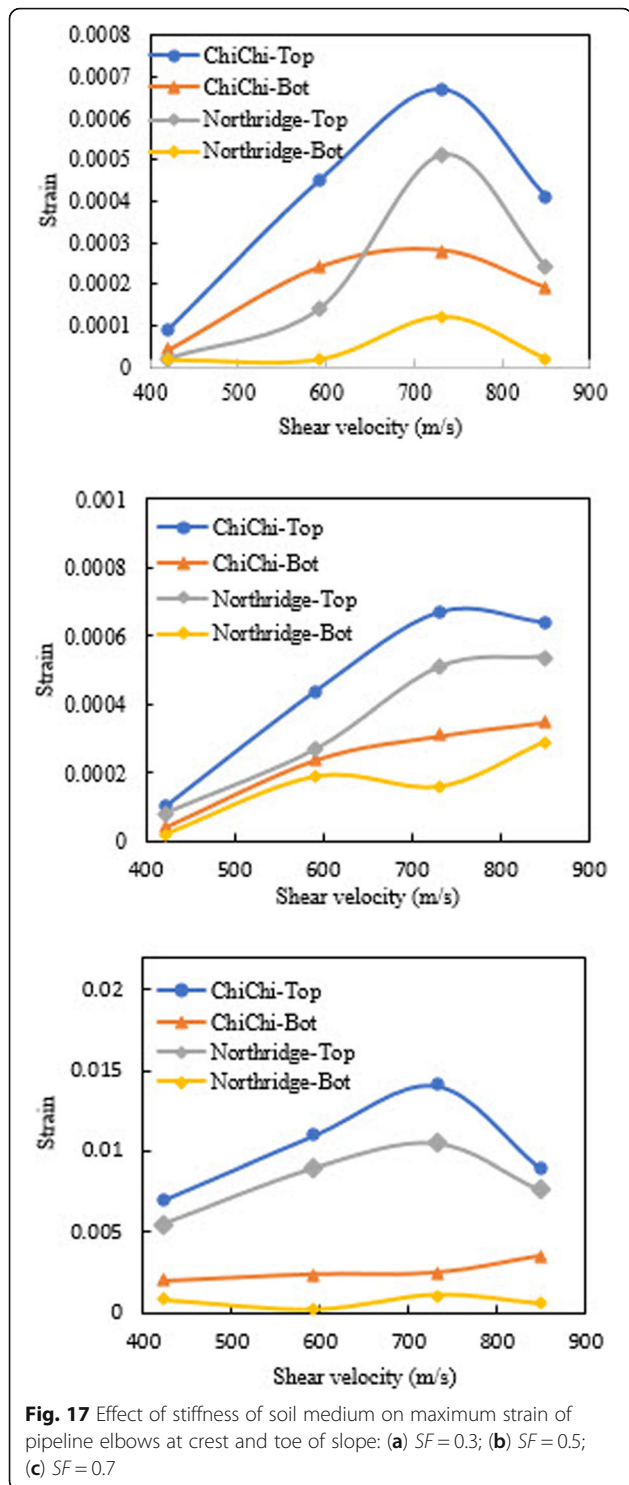 0.0008
ChiChi-Top
0.0007
ChiChi-Bot
0.0006
Northridge-Top
0.0005
Northridge-Bot
Strain
0.0004
0.0003
0.0002
0.0001
0
400 500 600 700 800 900
Shear velocity (m/s)
0.001
ChiChi-Top
0.0008
ChiChi-Bot
Northridge-Top
0.0006
Northridge-Bot
Strain
0.0004
0.0002
0
400 500 600 700 800 900
Shear velocity (m/s)
0.02
ChiChi-Top
ChiChi-Bot
Northridge-Top
0.015
Northridge-Bot
Strain
0.01
0.005
0
400 500 600 700 800 900
Shear velocity (m/s)
Fig. 17 Effect of stiffness of soil medium on maximum strain of
pipeline elbows at crest and toe of slope: (a) SF = 0.3; (b) SF = 0.5;
(c) SF = 0.7